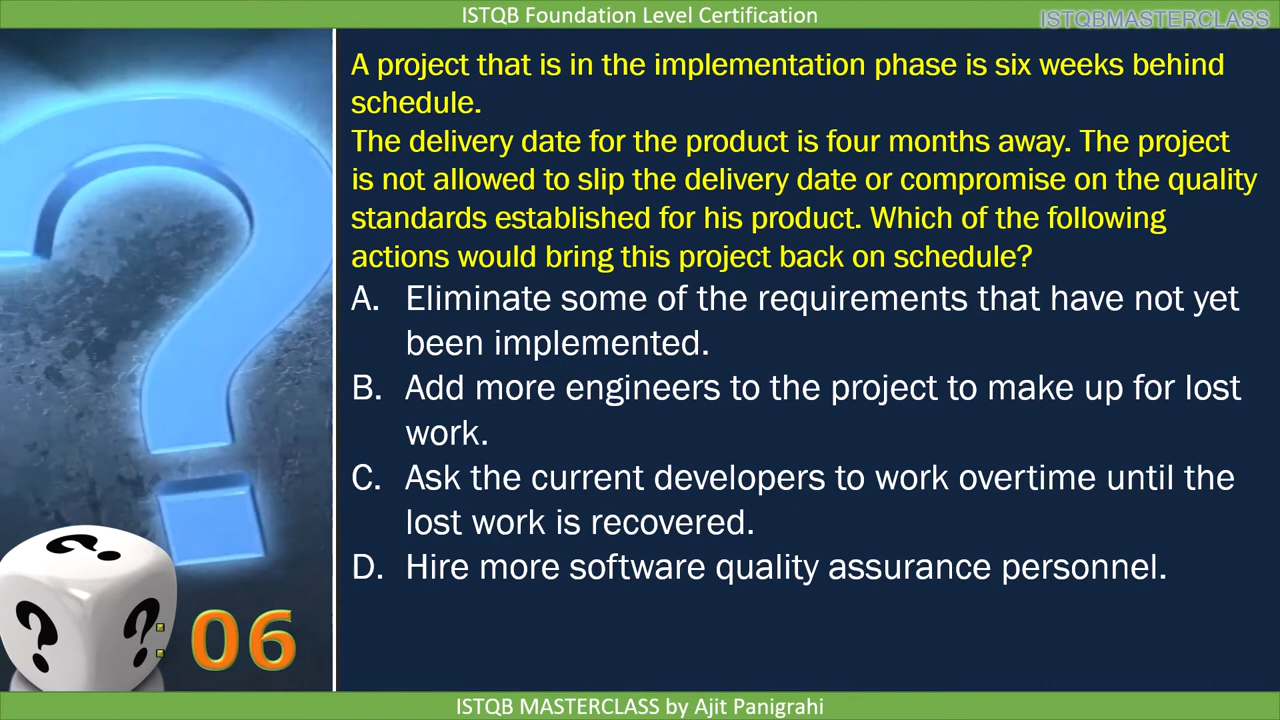 ISTQB Foundation Level Certification
ISTQBMASTERCLASS
A project that is in the implementation phase is six weeks behind
schedule.
The delivery date for the product is four months away. The project
is not allowed to slip the delivery date or compromise on the quality
standards established for his product. Which of the following
actions would bring this project back on schedule?
A. Eliminate some of the requirements that have not yet
been implemented.
B. Add more engineers to the project to make up for lost
work.
C. Ask the current developers to work overtime until the
lost work is recovered.
D. Hire more software quality assurance personnel.
06
ISTQB MASTERCLASS by Ajit Panigrahi